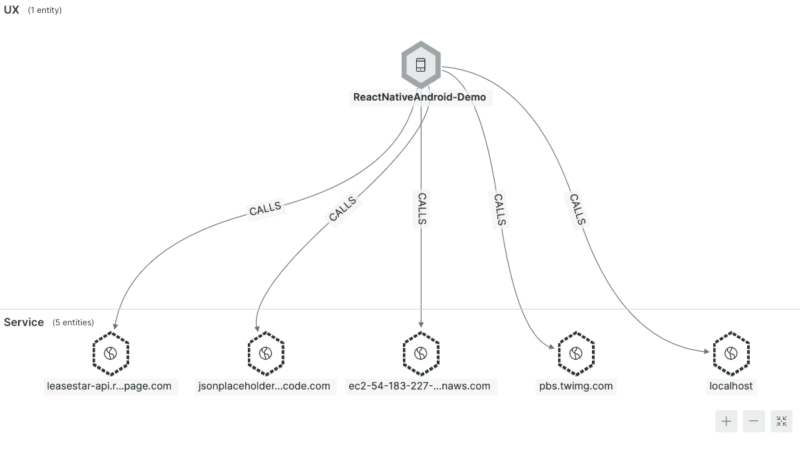 UX (1 entity)
ReactNativeAndroid-Demo
CALLS
CALLS
CALLS
CALLS
CALLS
Service (5 entities)
leasestar-api.r...page.com
jsonplaceholder...code.com
ec2-54-183-227-...naws.com
pbs.twimg.com
localhost